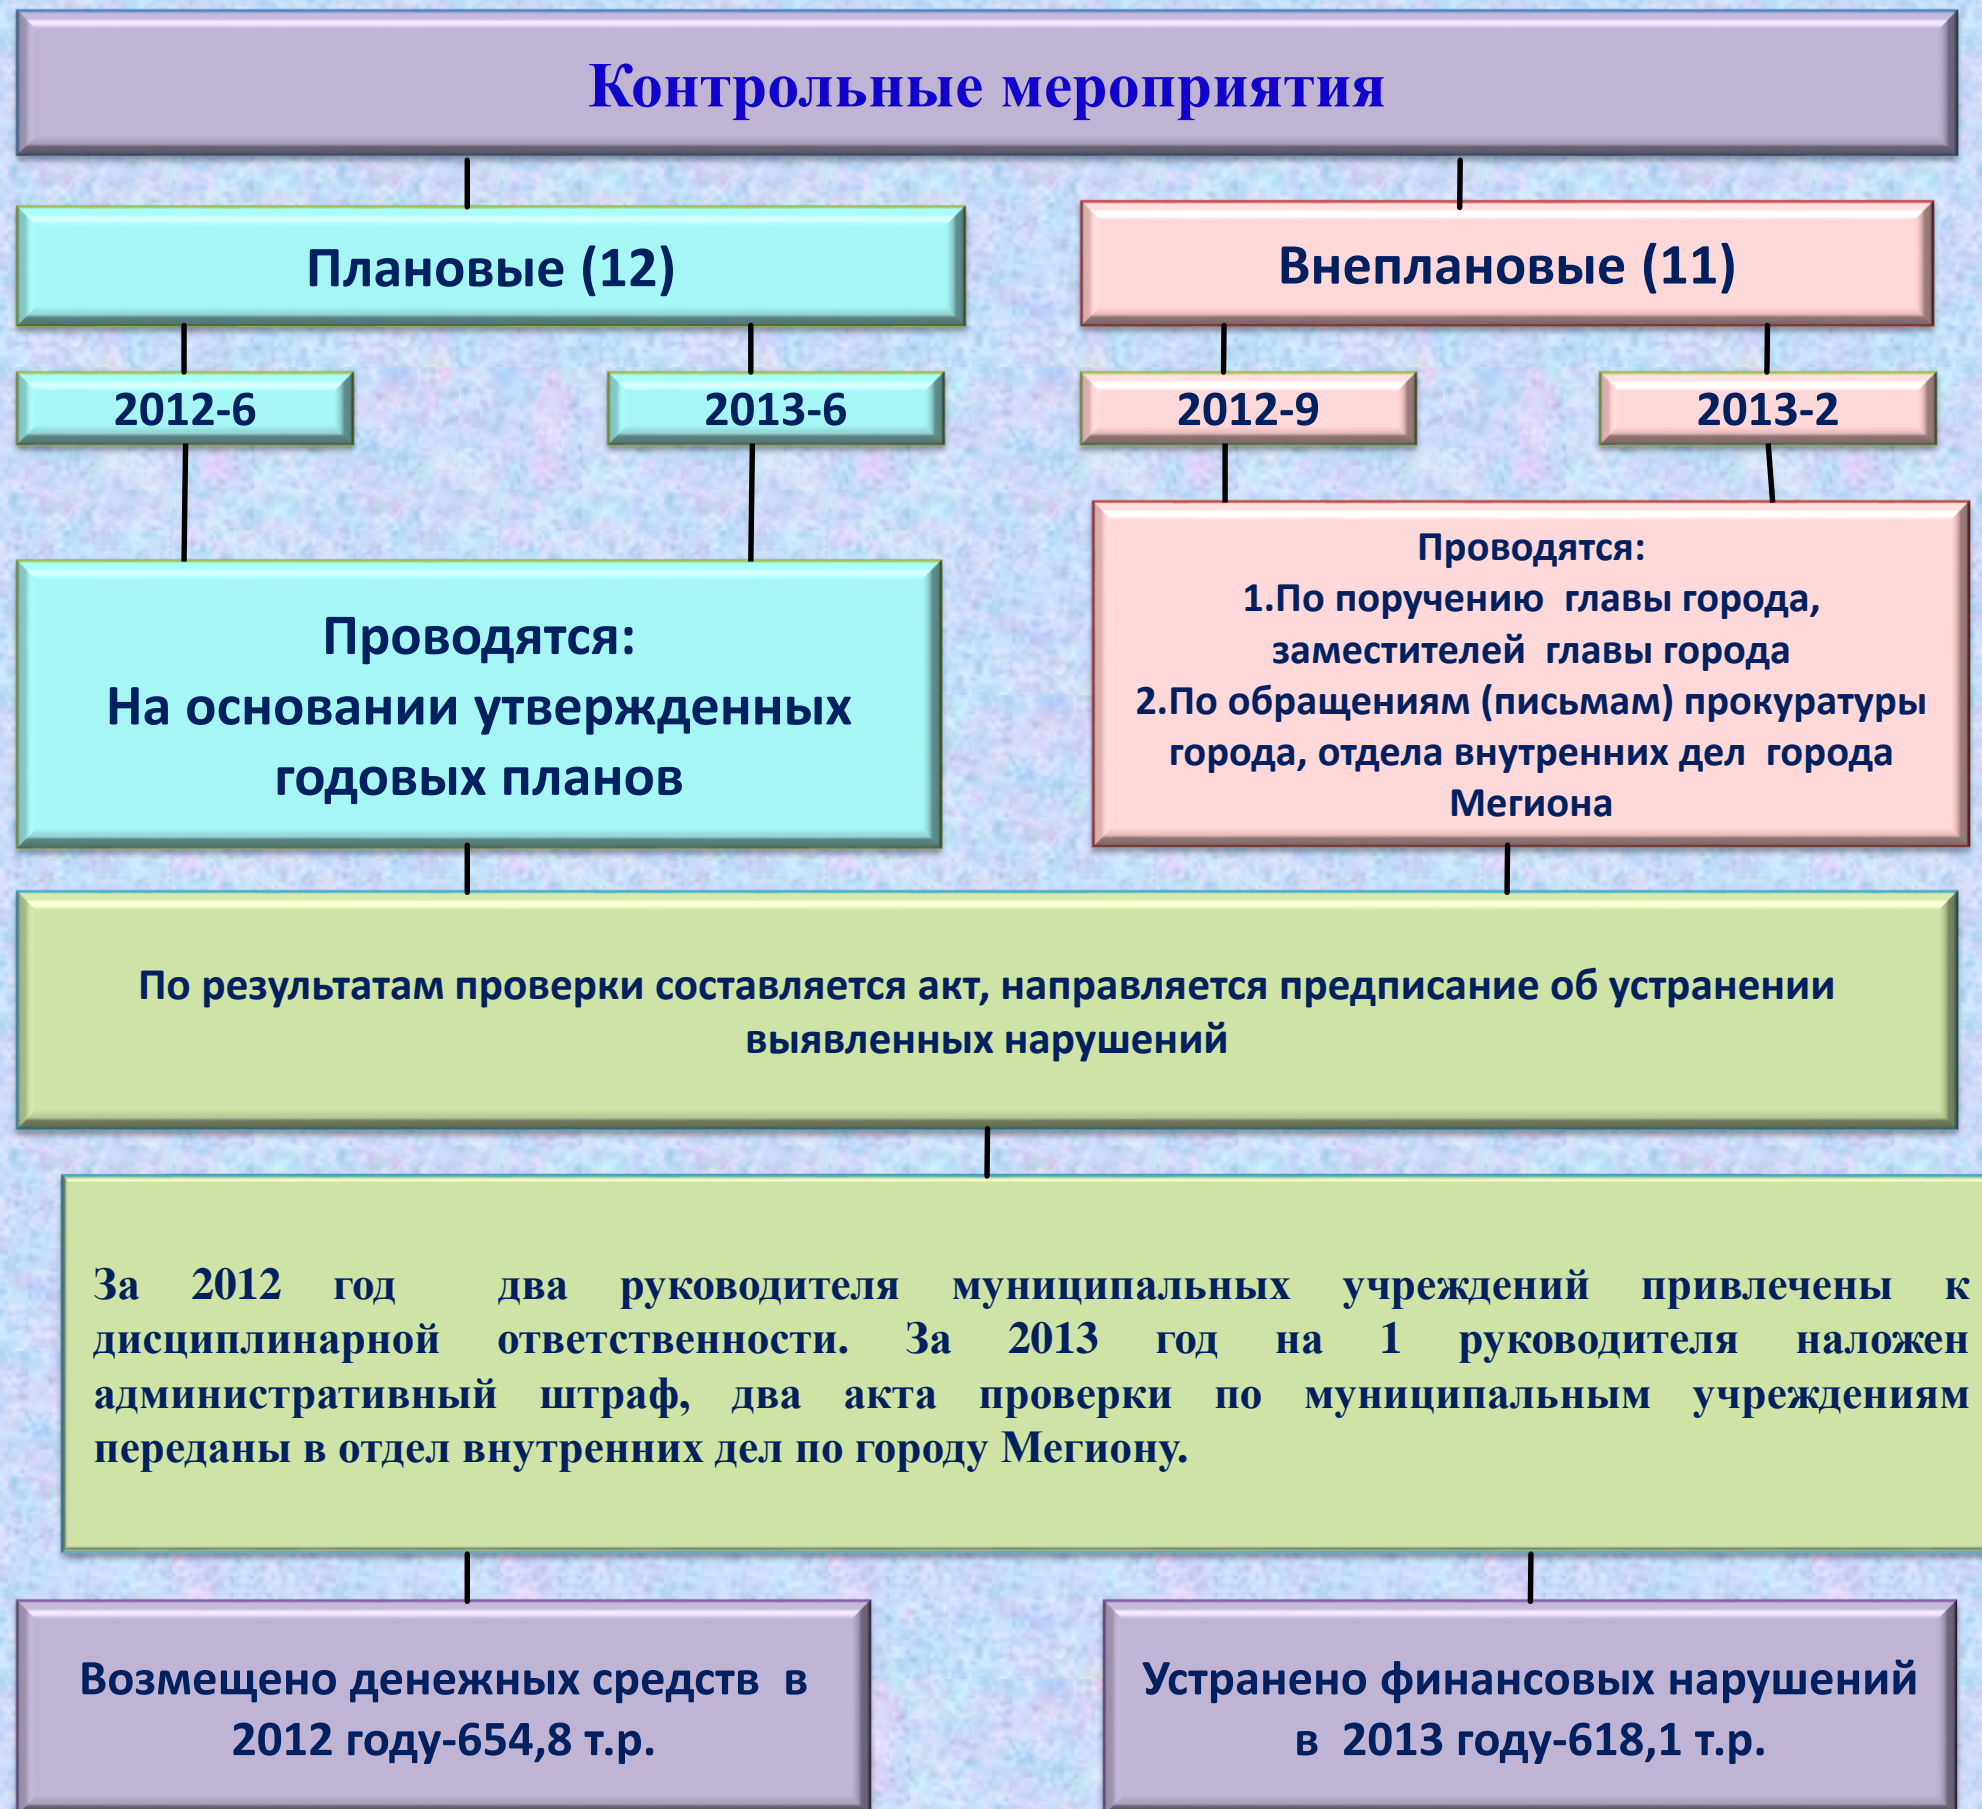 Контрольные мероприятия
Плановые (12)
Внеплановые (11)
2012-6
2013-6
2012-9
2013-2
Проводятся:
На основании утвержденных
годовых планов
Проводятся:
1.По поручению главы города,
заместителей главы города
2.По обращениям (письмам) прокуратуры
города, отдела внутренних дел города
Мегиона
По результатам проверки составляется акт, направляется предписание об устранении
выявленных нарушений
За 2012 год два руководителя муниципальных учреждений привлечены к
дисциплинарной ответственности. За 2013 год на 1 руководителя наложен
административный штраф, два акта проверки по муниципальным учреждениям
переданы в отдел внутренних дел по городу Мегиону.
Возмещено денежных средств в
2012 году-654,8 т.р.
Устранено финансовых нарушений
в 2013 году-618,1 т.р.